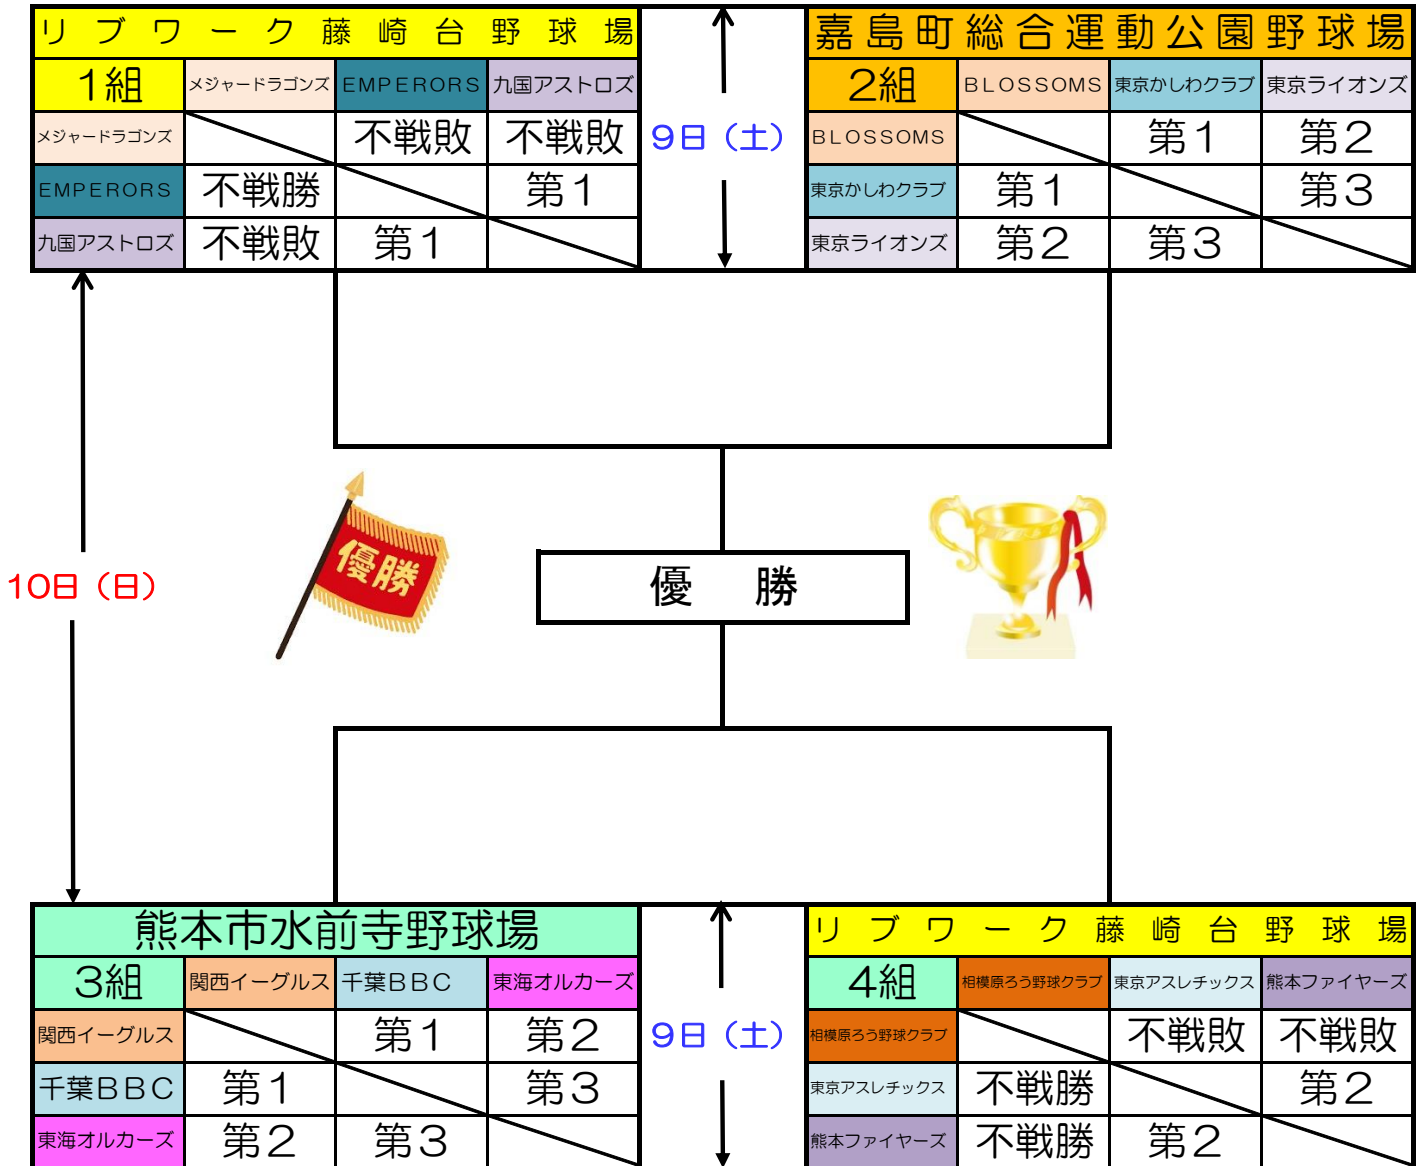 リブワーク藤崎台野球場
1組 メジャードラゴンズ EMPERORS 九国アストロズ
メジャードラゴンズ 不戦敗 不戦敗
EMPERORS 不戦勝 第1
九国アストロズ 不戦敗 第1
9日（土）
嘉島町総合運動公園野球場
2組 BLOSSOMS 東京かしわクラブ 東京ライオンズ
BLOSSOMS 第1 第2
東京かしわクラブ 第1 第3
東京ライオンズ 第2 第3
優勝
10日（日）
優勝
熊本市水前寺野球場
3組 関西イーグルス 千葉BBC 東海オルカーズ
関西イーグルス 第1 第2
千葉BBC 第1 第3
東海オルカーズ 第2 第3
9日（土）
リブワーク藤崎台野球場
4組 相模原ろう野球クラブ 東京アスレチックス 熊本ファイヤーズ
相模原ろう野球クラブ 不戦敗 不戦敗
東京アスレチックス 不戦勝 第2
熊本ファイヤーズ 不戦勝 第2